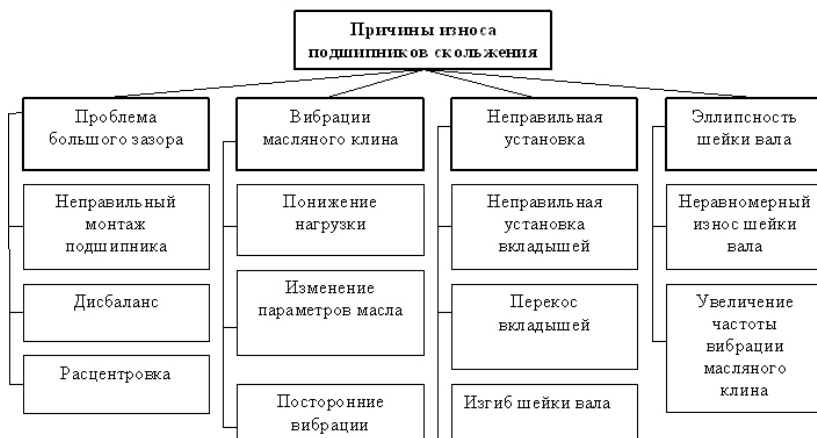 Причины износа
подшипников скольжения
Проблема
большого зазора
Вибрации
масляного клина
Неправильная
установка
Эллипсность
шейки вала
Неправильный
монтаж
подшипника
Понижение
нагрузки
Неправильная
установка
вкладышей
Неравномерный
износ шейки
вала
Дисбаланс
Изменение
параметров масла
Перекос
вкладышей
Увеличение
частоты
вибрации
масляного
клина
Расцентровка
Посторонние
вибрации
Изгиб шейки вала